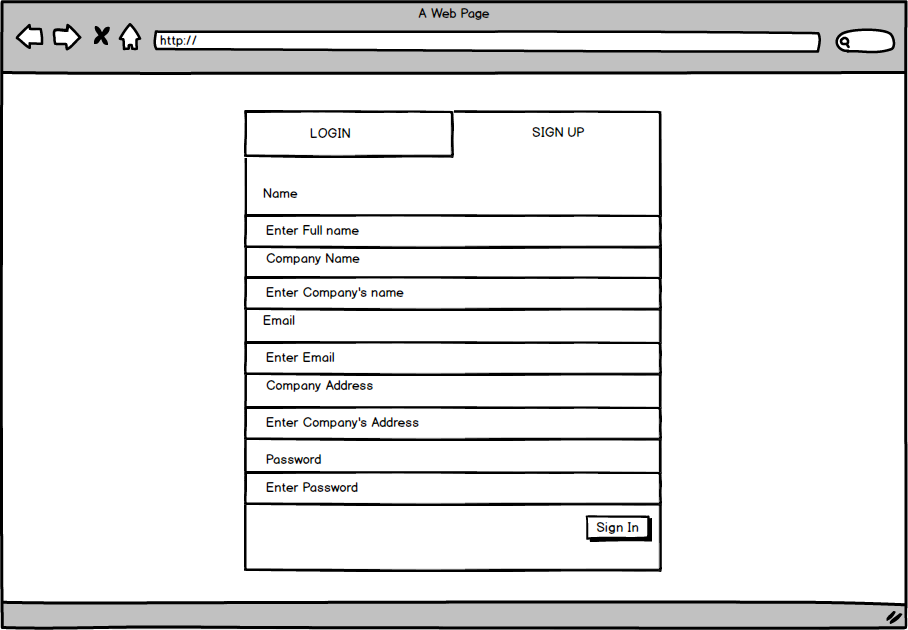 A Web Page
http://
LOGIN
SIGN UP
Name
Enter Full name
Company Name
Enter Company's name
Email
Enter Email
Company Address
Enter Company's Address
Password
Enter Password
Sign In